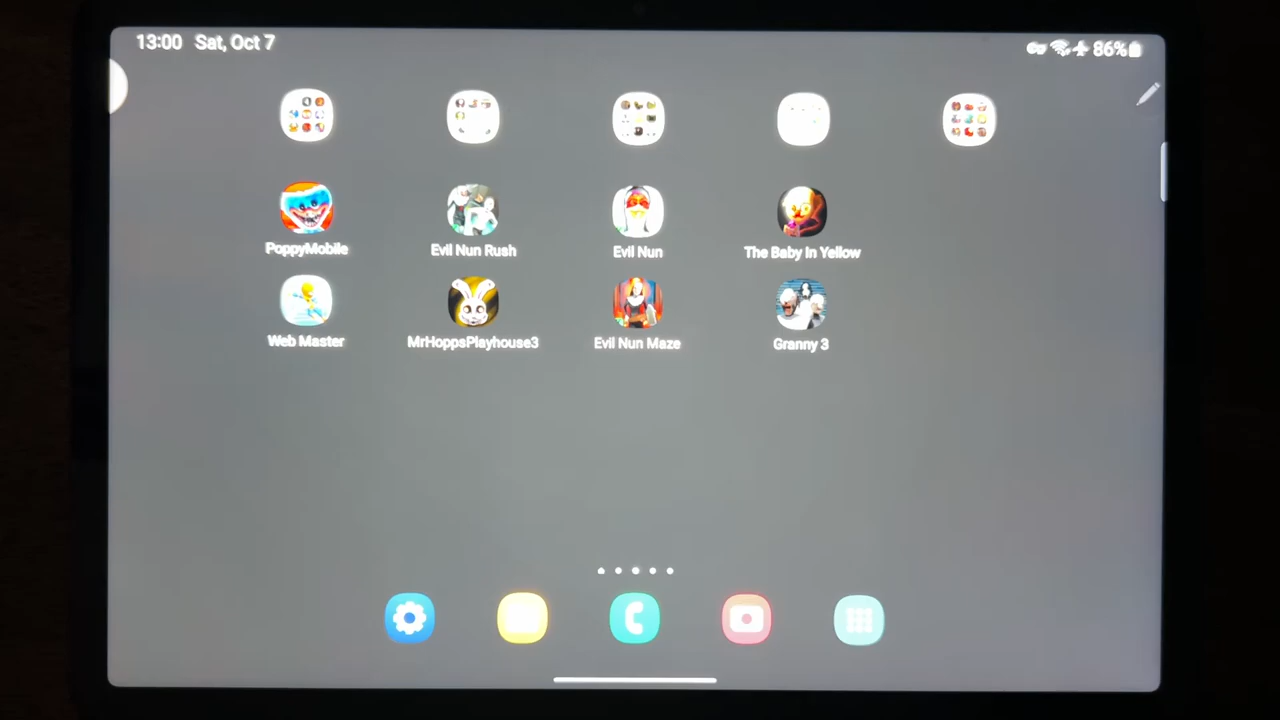 13:00 Sat, Oct 7
86%
PoppyMobile
Evil Nun Rush
Evil Nun
The Baby In Yellow
Web Master
MrHoppsPlayhouse3
Evil Nun Maze
Granny 3